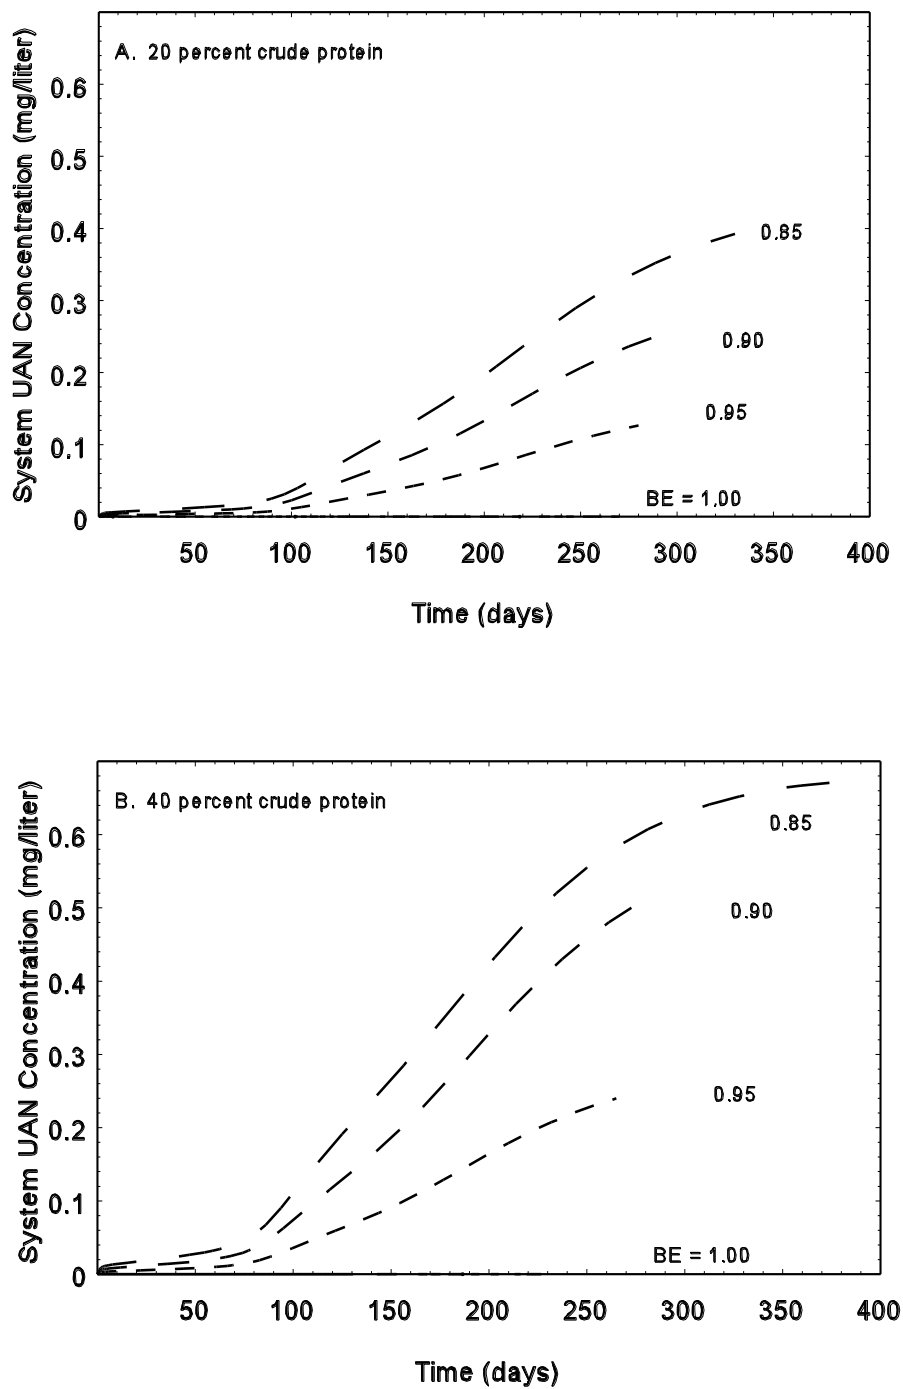 A. 20 percent crude protein
System UAN Concentration (mg/liter)
0.6
0.5
0.4
0.3
0.2
0.1
0
0.85
0.90
0.95
BE = 1.00
50 100 150 200 250 300 350 400
Time (days)
B. 40 percent crude protein
System UAN Concentration (mg/liter)
0.6
0.5
0.4
0.3
0.2
0.1
0
0.85
0.90
0.95
BE = 1.00
50 100 150 200 250 300 350 400
Time (days)